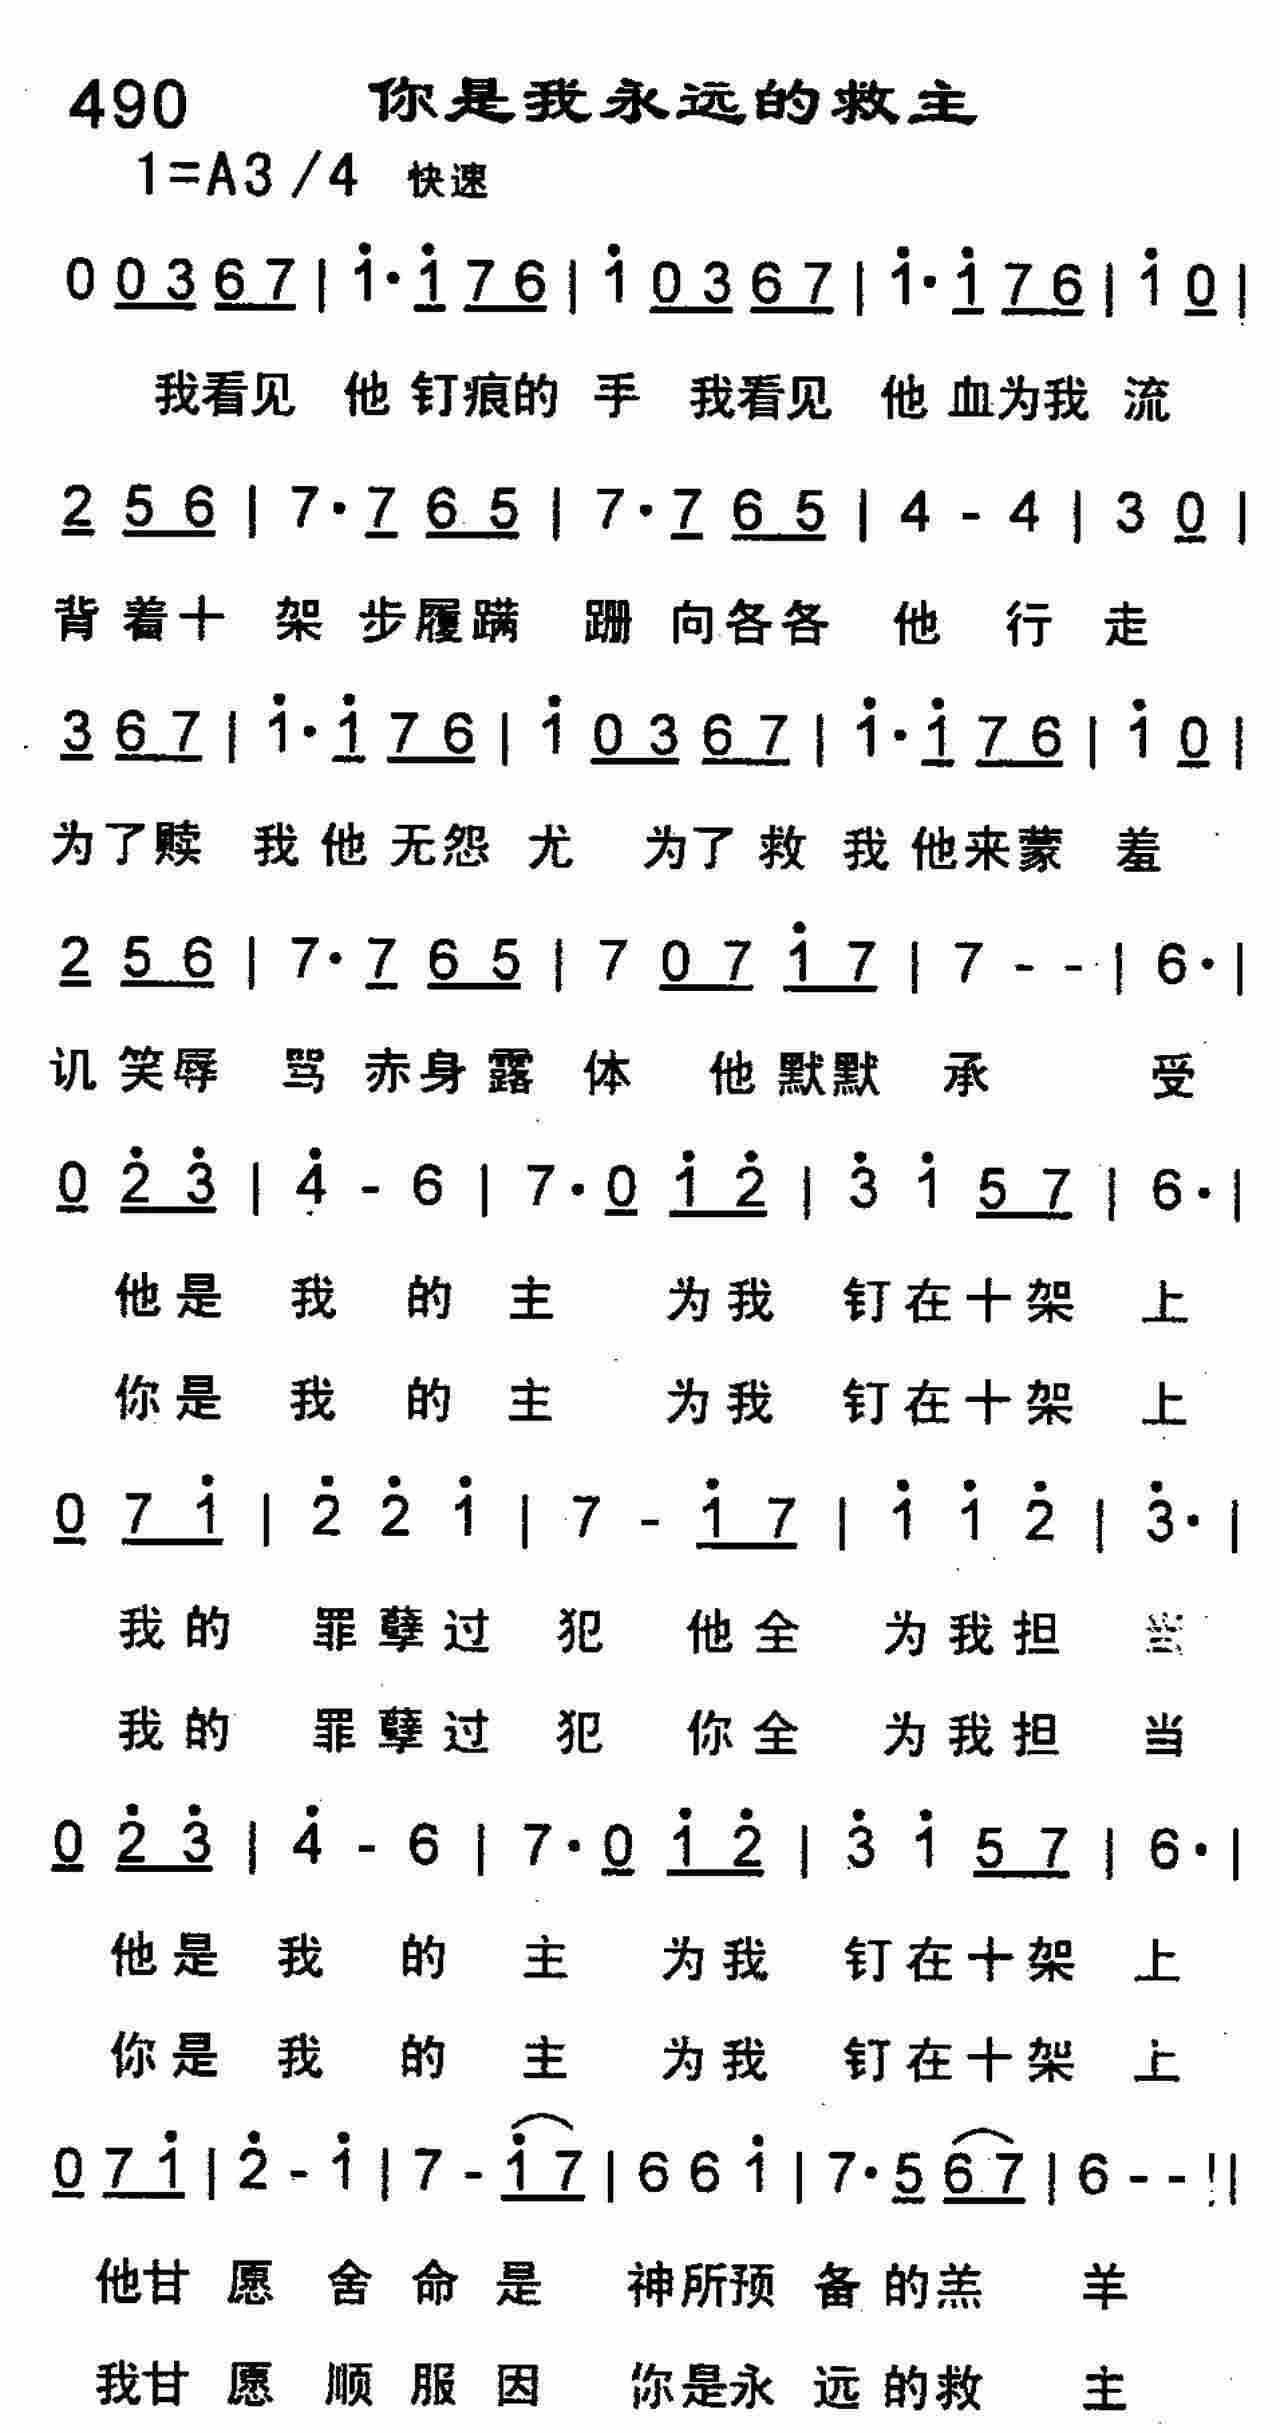 490 你是我永远的救主
1=A3/4 快速
0 0 3 6 7 | i· i 7 6 | i 0 3 6 7 | i· i 7 6 | i 0 |
我看见 他钉痕的 手 我看见 他血为我 流
2 5 6 | 7· 7 6 5 | 7· 7 6 5 | 4 - 4 | 3 0 |
背着十 架 步履蹒 跚 向各各 他 行 走
3 6 7 | i· i 7 6 | i 0 3 6 7 | i· i 7 6 | i 0 |
为了赎 我他无怨 尤 为了救 我他来蒙 羞
2 5 6 | 7· 7 6 5 | 7 0 7 i 7 | 7 - - | 6· |
讥笑辱 骂赤身露 体 他默默 承 受
0 2̇ 3̇ | 4̇ - 6 | 7· 0 i 2̇ | 3̇ i 5 7 | 6· |
他是 我 的 主 为我 钉在十架 上
你是 我 的 主 为我 钉在十架 上
0 7 i | 2̇ 2̇ i | 7 - i 7 | i i 2̇ | 3̇· |
我的 罪孽过 犯 他全 为我担 当
我的 罪孽过 犯 你全 为我担 当
0 2̇ 3̇ | 4̇ - 6 | 7· 0 i 2̇ | 3̇ i 5 7 | 6· |
他是 我 的 主 为我 钉在十架 上
你是 我 的 主 为我 钉在十架 上
0 7 i | 2̇ - i | 7 - i 7 | 6 6 i | 7· 5 6 7 | 6 - - ||
他甘 愿 舍 命 是 神所预 备 的羔 羊
我甘 愿 顺 服 因 你是永 远 的救 主